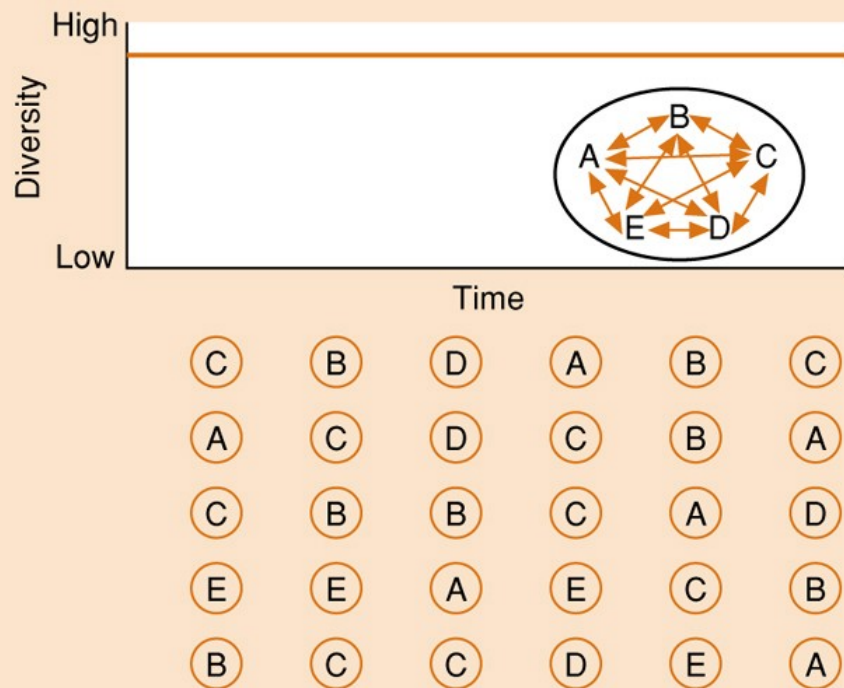 High
Diversity
B
A C
E D
Low
Time
C B D A B C
A C D C B A
C B B C A D
E E A E C B
B C C D E A